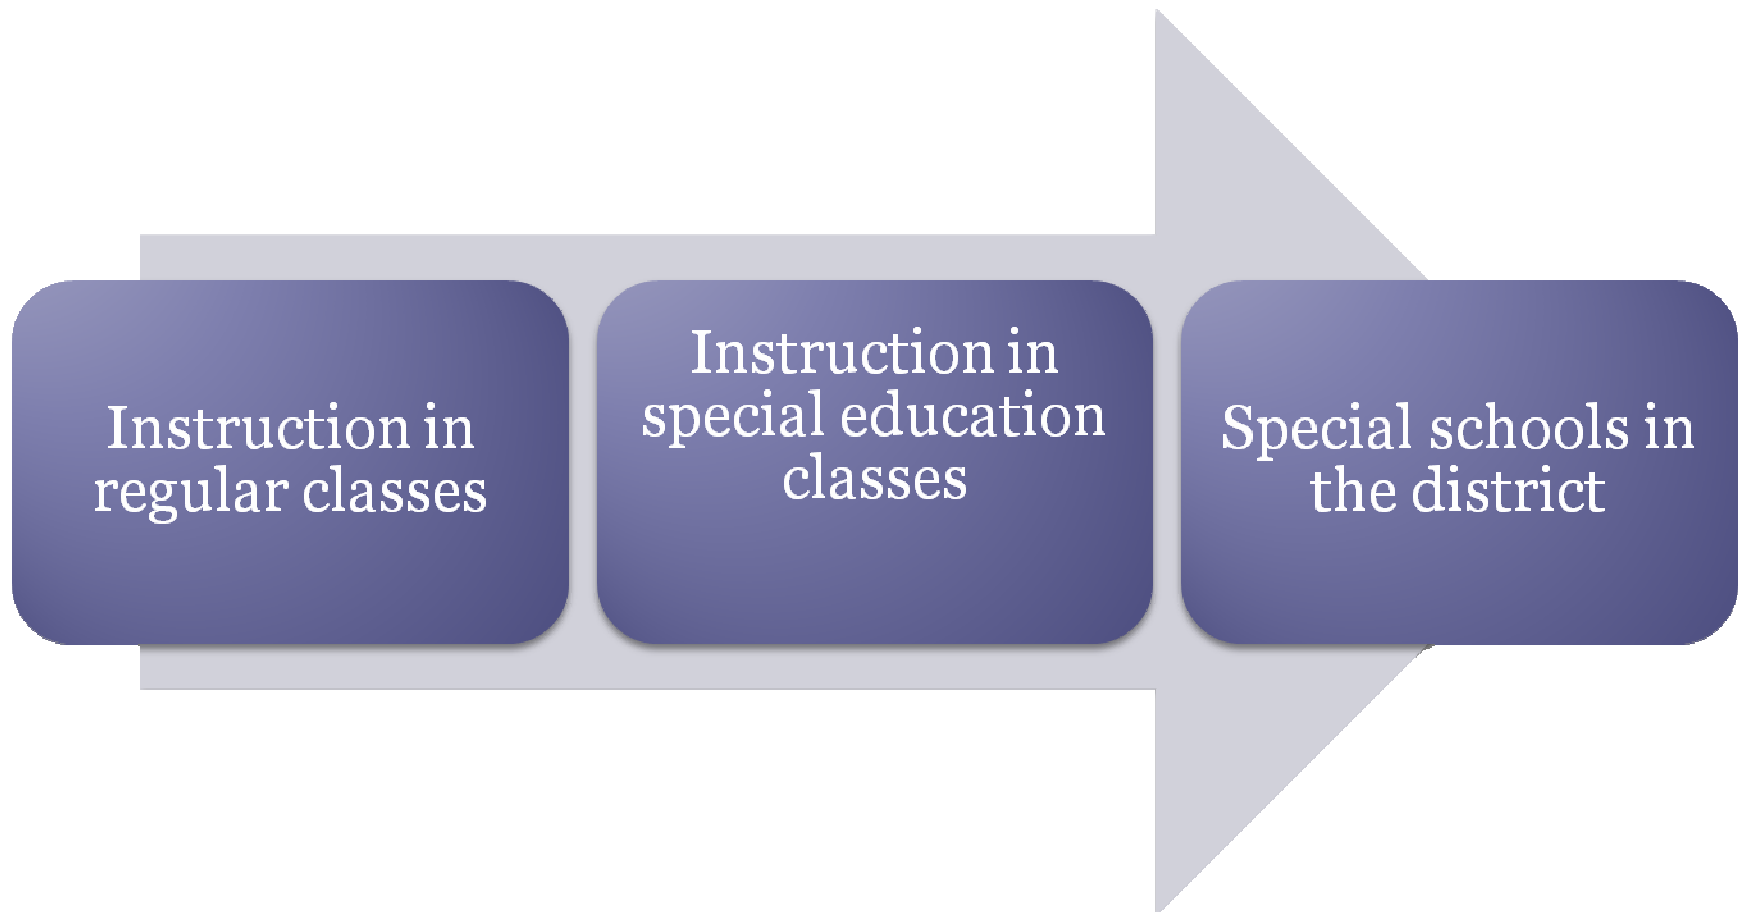 Instruction in
regular classes
Instruction in
special education
classes
Special schools in
the district